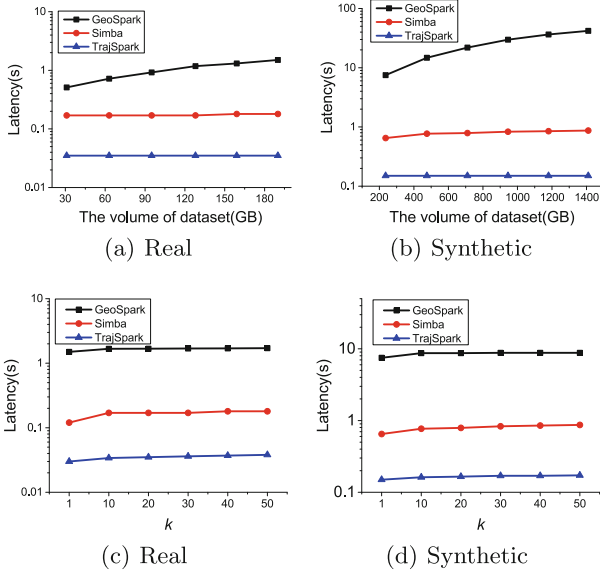 GeoSpark
Simba
TrajSpark
Latency(s)
10
1
0.1
0.01
30
60
90
120
150
180
The volume of dataset(GB)
(a) Real
GeoSpark
Simba
TrajSpark
Latency(s)
100
10
1
0.1
200
400
600
800
1000
1200
1400
The volume of dataset(GB)
(b) Synthetic
GeoSpark
Simba
TrajSpark
Latency(s)
10
1
0.1
0.01
1
10
20
30
40
50
k
(c) Real
GeoSpark
Simba
TrajSpark
Latency(s)
10
1
0.1
1
10
20
30
40
50
k
(d) Synthetic